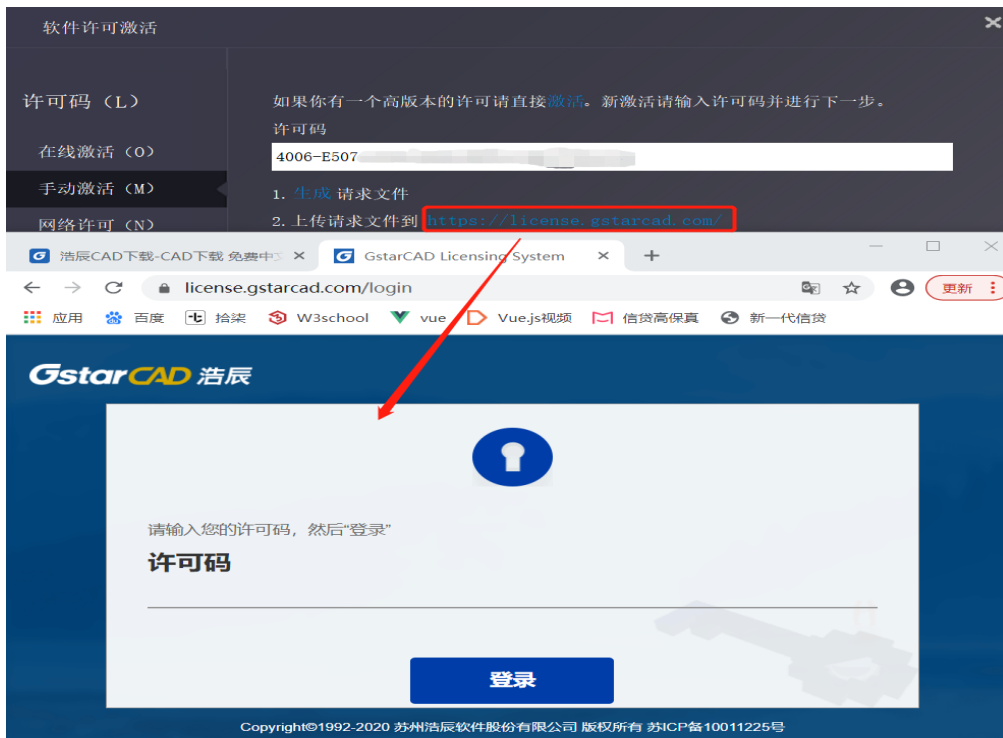 软件许可激活
许可码（L）
在线激活（O）
手动激活（M）
网络许可（N）
如果你有一个高版本的许可请直接激活。新激活请输入许可码并进行下一步。
许可码
4006-E507
1. 生成 请求文件
2. 上传请求文件到 https://license.gstarcad.com/
浩辰CAD下载-CAD下载 免费中
GstarCAD Licensing System
license.gstarcad.com/login
更新
应用 百度 拾柒 W3school vue Vue.js视频 信贷高保真 新一代信贷
GstarCAD 浩辰
请输入您的许可码，然后“登录”
许可码
登录
Copyright©1992-2020 苏州浩辰软件股份有限公司 版权所有 苏ICP备10011225号